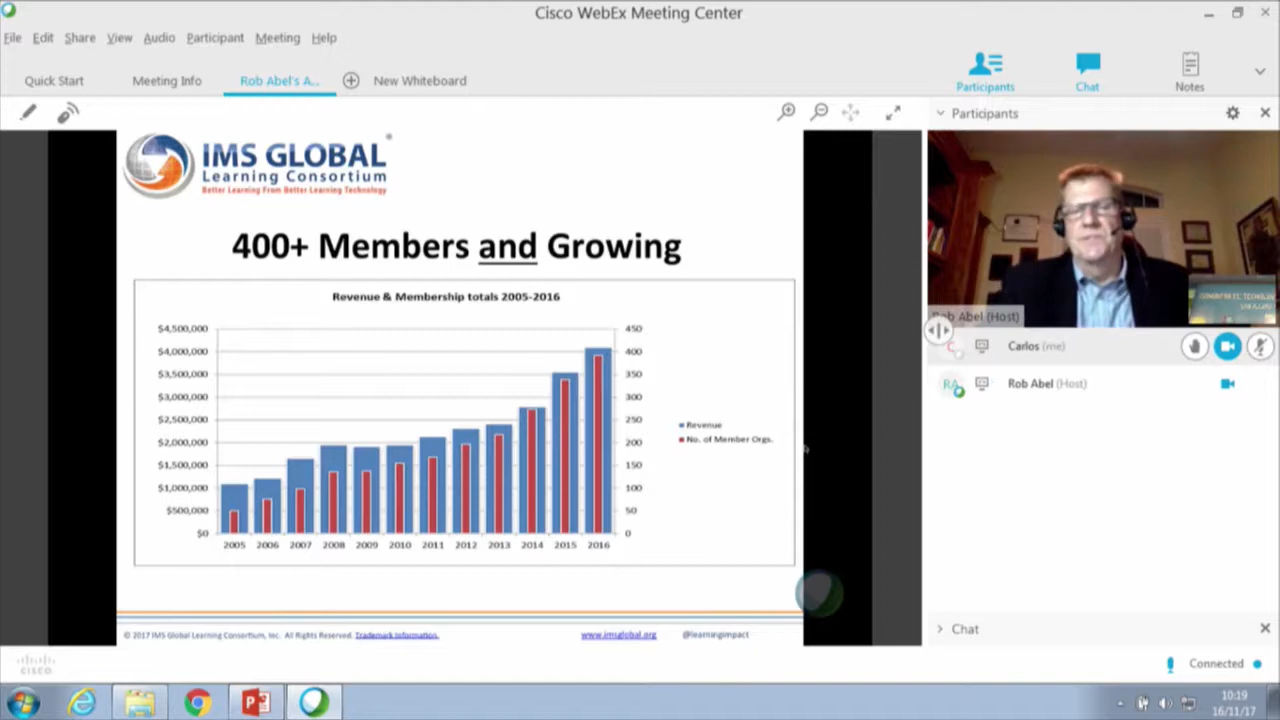 Cisco WebEx Meeting Center
File Edit Share View Audio Participant Meeting Help
Quick Start Meeting Info Rob Abel's A... New Whiteboard
Participants Chat Notes
Participants
IMS GLOBAL
Learning Consortium
Better Learning From Better Learning Technology
400+ Members and Growing
Revenue & Membership totals 2005-2016
$4,500,000 450
$4,000,000 400
$3,500,000 350
$3,000,000 300
$2,500,000 250
$2,000,000 200
$1,500,000 150
$1,000,000 100
$500,000 50
$0 0
2005 2006 2007 2008 2009 2010 2011 2012 2013 2014 2015 2016
Revenue
No. of Member Orgs.
© 2017 IMS Global Learning Consortium, Inc. All Rights Reserved. Trademark Information.
www.imsglobal.org @learningimpact
Rob Abel (Host)
Carlos (me)
RA Rob Abel (Host)
Chat
Connected
CISCO
10:19
16/11/17